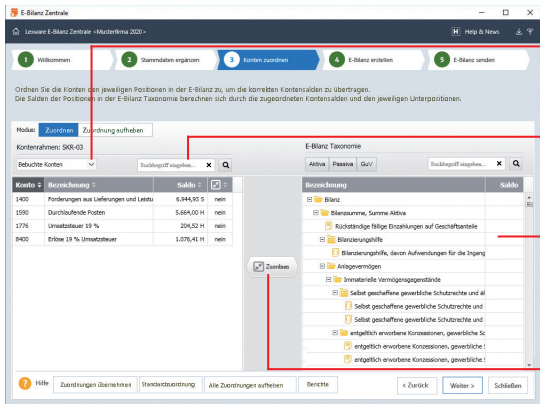 E-Bilanz Zentrale
Lexware E-Bilanz Zentrale <Musterfirma 2020>
H Help & News
1 Willkommen
2 Stammdaten ergänzen
3 Konten zuordnen
4 E-Bilanz erstellen
5 E-Bilanz senden
Ordnen Sie die Konten den jeweiligen Positionen in der E-Bilanz zu, um die korrekten Kontensalden zu übertragen.
Die Salden der Positionen in der E-Bilanz Taxonomie berechnen sich durch die zugeordneten Kontensalden und den jeweiligen Unterpositionen.
Modus: Zuordnen Zuordnung aufheben
Kontenrahmen: SKR-03
E-Bilanz Taxonomie
Bebuchte Konten
Suchbegriff eingeben...
Aktiva Passiva GuV
Suchbegriff eingeben...
Konto Bezeichnung Saldo
Bezeichnung Saldo
1400 Forderungen aus Lieferungen und Leistu 6.944,93 S nein
1590 Durchlaufende Posten 5.664,00 H nein
1776 Umsatzsteuer 19 % 204,52 H nein
8400 Erlöse 19 % Umsatzsteuer 1.076,41 H nein
Zuordnen
Bilanz
Bilanzsumme, Summe Aktiva
Rückständige fällige Einzahlungen auf Geschäftsanteile
Bilanzierungshilfe
Bilanzierungshilfe, davon Aufwendungen für die Ingang
Anlagevermögen
Immaterielle Vermögensgegenstände
Selbst geschaffene gewerbliche Schutzrechte und äl
Selbst geschaffene gewerbliche Schutzrechte und
Selbst geschaffene gewerbliche Schutzrechte und
entgeltlich erworbene Konzessionen, gewerbliche Sc
entgeltlich erworbene Konzessionen, gewerbliche S
entgeltlich erworbene Konzessionen, gewerbliche S
? Hilfe
Zuordnungen übernehmen
Standardzuordnung
Alle Zuordnungen aufheben
Berichte
< Zurück
Weiter >
Schließen